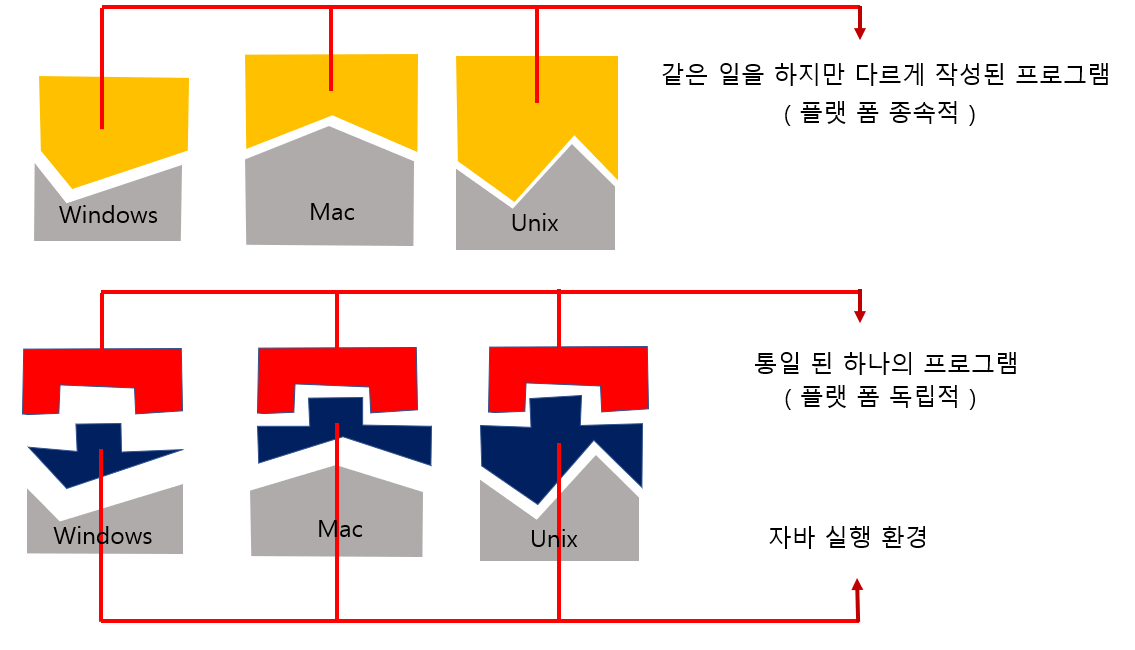 같은 일을 하지만 다르게 작성된 프로그램
( 플랫 폼 종속적 )
Windows
Mac
Unix
통일 된 하나의 프로그램
( 플랫 폼 독립적 )
Windows
Mac
Unix
자바 실행 환경